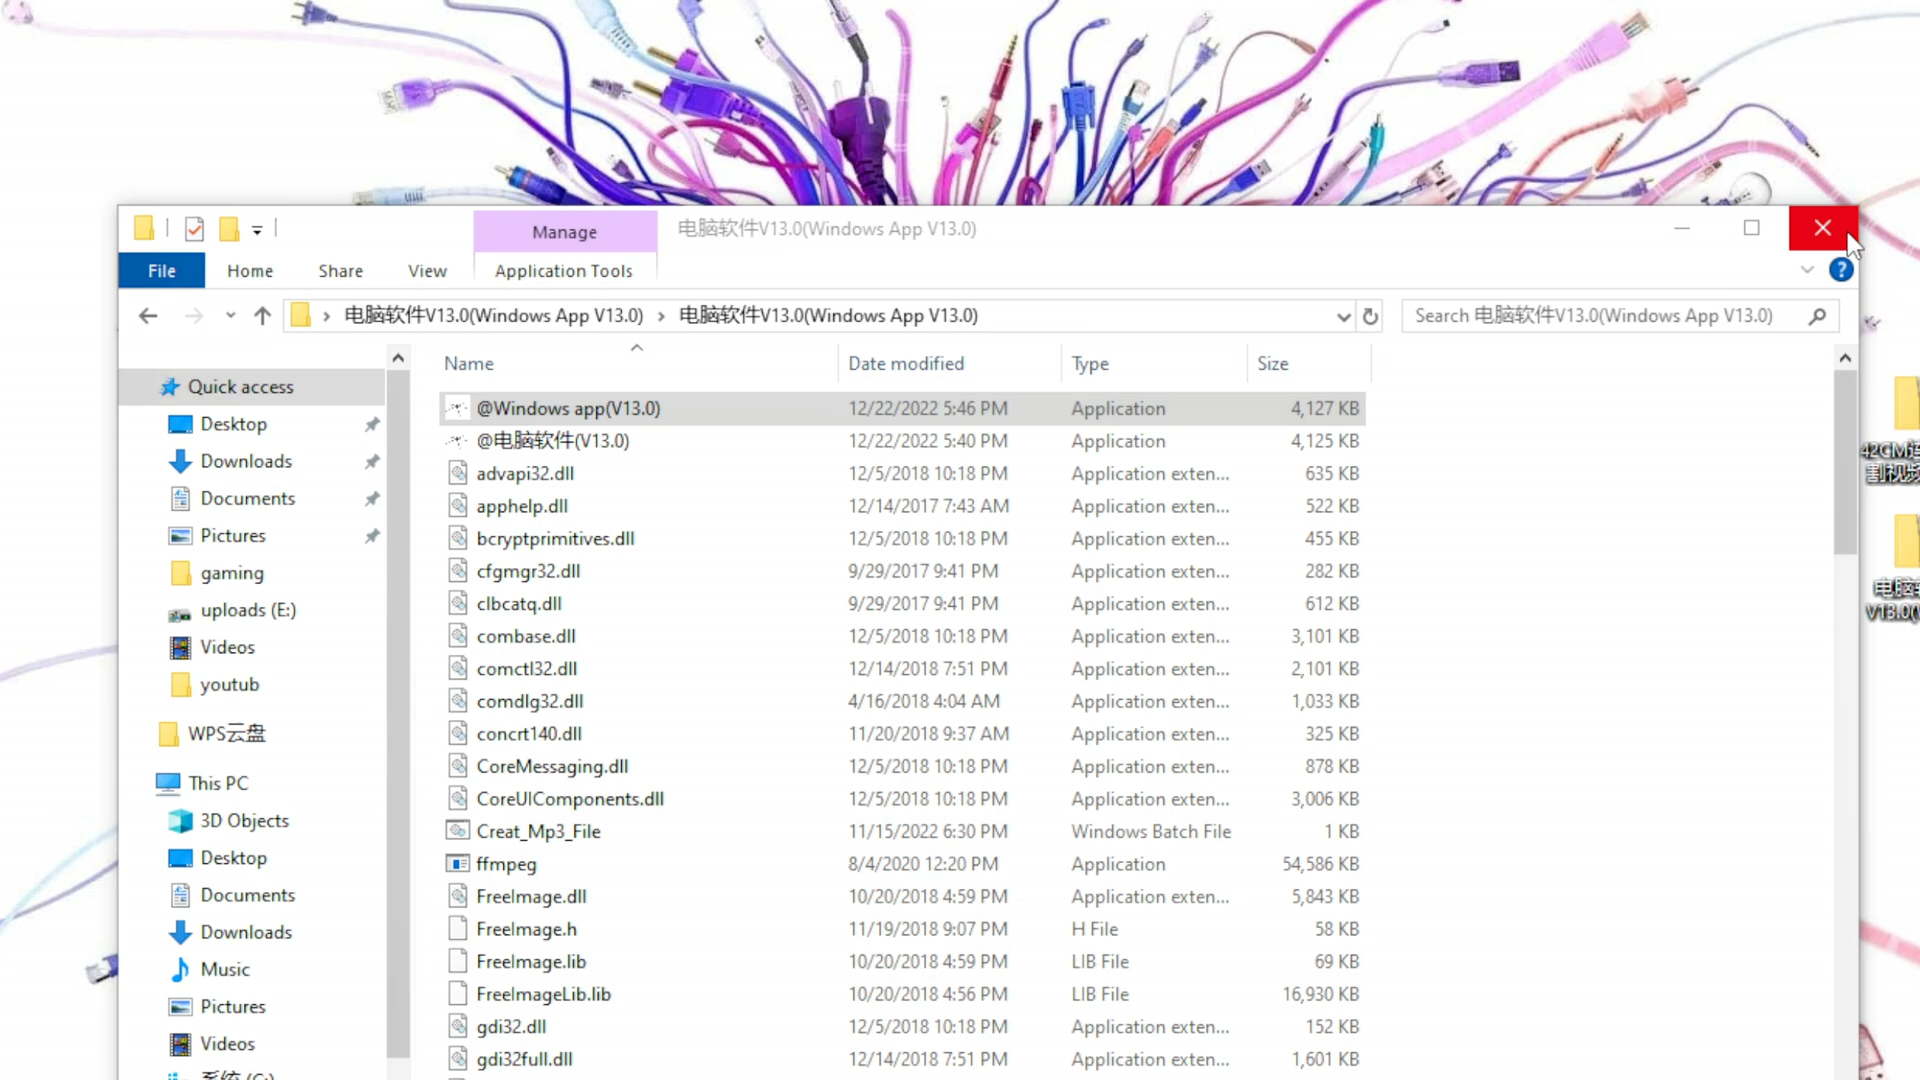 Manage
电脑软件V13.0(Windows App V13.0)
File
Home
Share
View
Application Tools
?
电脑软件V13.0(Windows App V13.0)
电脑软件V13.0(Windows App V13.0)
Search 电脑软件V13.0(Windows App V13.0)
Name
Date modified
Type
Size
Quick access
Desktop
Downloads
Documents
Pictures
gaming
uploads (E:)
Videos
youtub
WPS云盘
This PC
3D Objects
Desktop
Documents
Downloads
Music
Pictures
Videos
系统 (C:)
@Windows app(V13.0) 12/22/2022 5:46 PM Application 4,127 KB
@电脑软件(V13.0) 12/22/2022 5:40 PM Application 4,125 KB
advapi32.dll 12/5/2018 10:18 PM Application exten... 635 KB
apphelp.dll 12/14/2017 7:43 AM Application exten... 522 KB
bcryptprimitives.dll 12/5/2018 10:18 PM Application exten... 455 KB
cfgmgr32.dll 9/29/2017 9:41 PM Application exten... 282 KB
clbcatq.dll 9/29/2017 9:41 PM Application exten... 612 KB
combase.dll 12/5/2018 10:18 PM Application exten... 3,101 KB
comctl32.dll 12/14/2018 7:51 PM Application exten... 2,101 KB
comdlg32.dll 4/16/2018 4:04 AM Application exten... 1,033 KB
concrt140.dll 11/20/2018 9:37 AM Application exten... 325 KB
CoreMessaging.dll 12/5/2018 10:18 PM Application exten... 878 KB
CoreUIComponents.dll 12/5/2018 10:18 PM Application exten... 3,006 KB
Creat_Mp3_File 11/15/2022 6:30 PM Windows Batch File 1 KB
ffmpeg 8/4/2020 12:20 PM Application 54,586 KB
FreeImage.dll 10/20/2018 4:59 PM Application exten... 5,843 KB
FreeImage.h 11/19/2018 9:07 PM H File 58 KB
FreeImage.lib 10/20/2018 4:59 PM LIB File 69 KB
FreeImageLib.lib 10/20/2018 4:56 PM LIB File 16,930 KB
gdi32.dll 12/5/2018 10:18 PM Application exten... 152 KB
gdi32full.dll 12/14/2018 7:51 PM Application exten... 1,601 KB
42CM
割视频
电脑
V13.0(